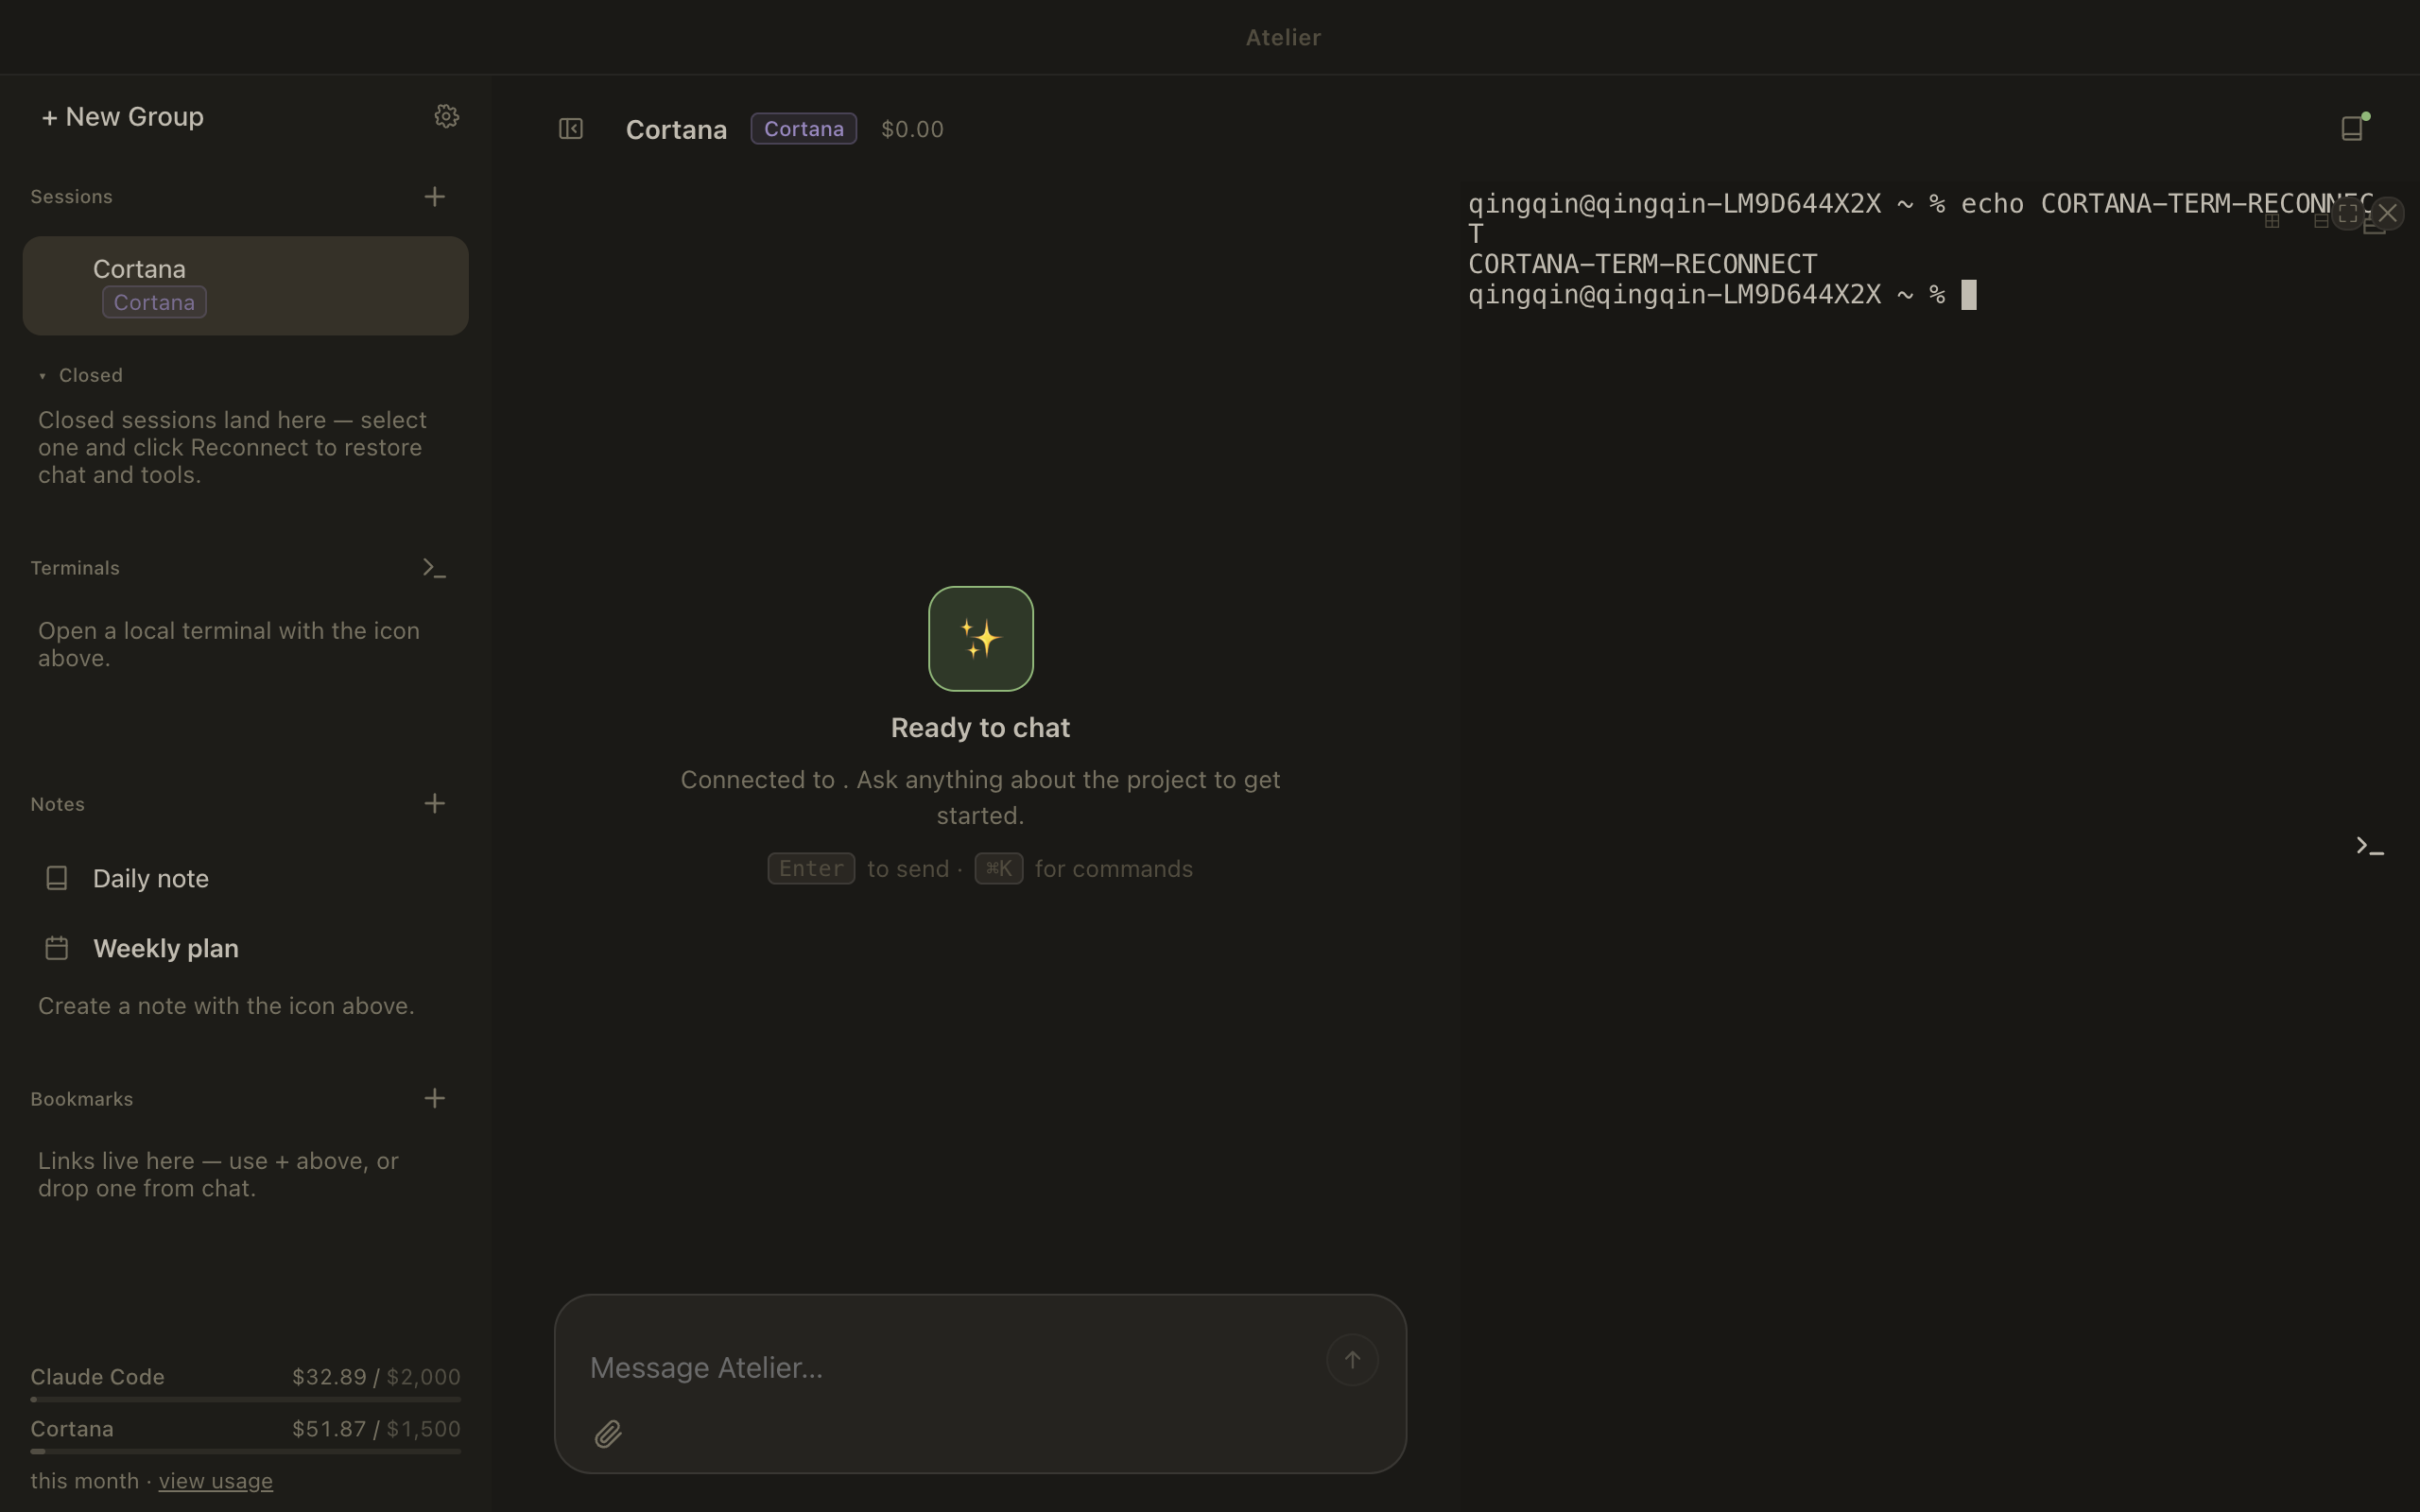 Atelier
+ New Group
Sessions
Cortana
Cortana
Closed
Closed sessions land here — select
one and click Reconnect to restore
chat and tools.
Terminals
Open a local terminal with the icon
above.
Notes
Daily note
Weekly plan
Create a note with the icon above.
Bookmarks
Links live here — use + above, or
drop one from chat.
Claude Code $32.89 / $2,000
Cortana $51.87 / $1,500
this month · view usage
Cortana Cortana $0.00
Ready to chat
Connected to . Ask anything about the project to get
started.
Enter to send · ⌘K for commands
Message Atelier...
qingqin@qingqin-LM9D644X2X ~ % echo CORTANA-TERM-RECONNEC
T
CORTANA-TERM-RECONNECT
qingqin@qingqin-LM9D644X2X ~ %